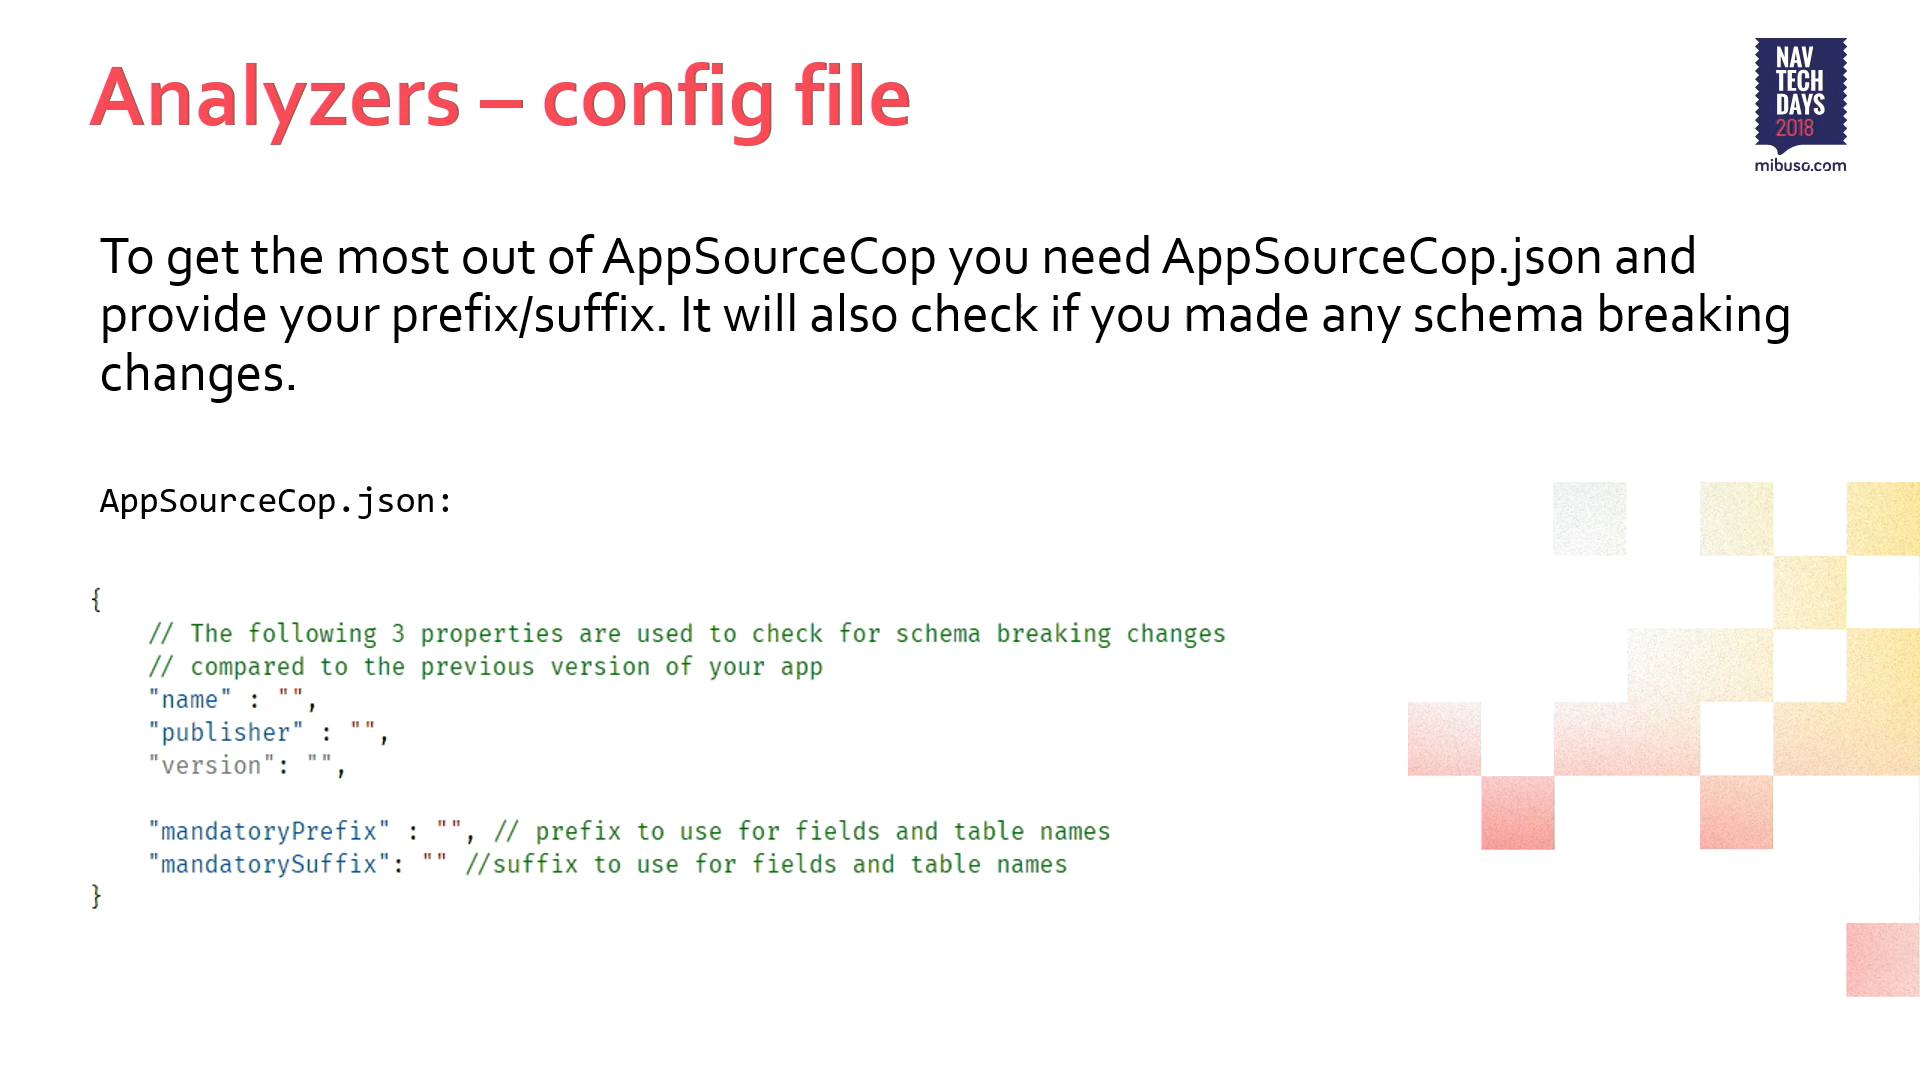 Analyzers – config file
NAV
TECH
DAYS
2018
mibuso.com
To get the most out of AppSourceCop you need AppSourceCop.json and
provide your prefix/suffix. It will also check if you made any schema breaking
changes.
AppSourceCop.json:
{
    // The following 3 properties are used to check for schema breaking changes
    // compared to the previous version of your app
    "name" : "",
    "publisher" : "",
    "version": "",
    "mandatoryPrefix" : "", // prefix to use for fields and table names
    "mandatorySuffix": "" //suffix to use for fields and table names
}